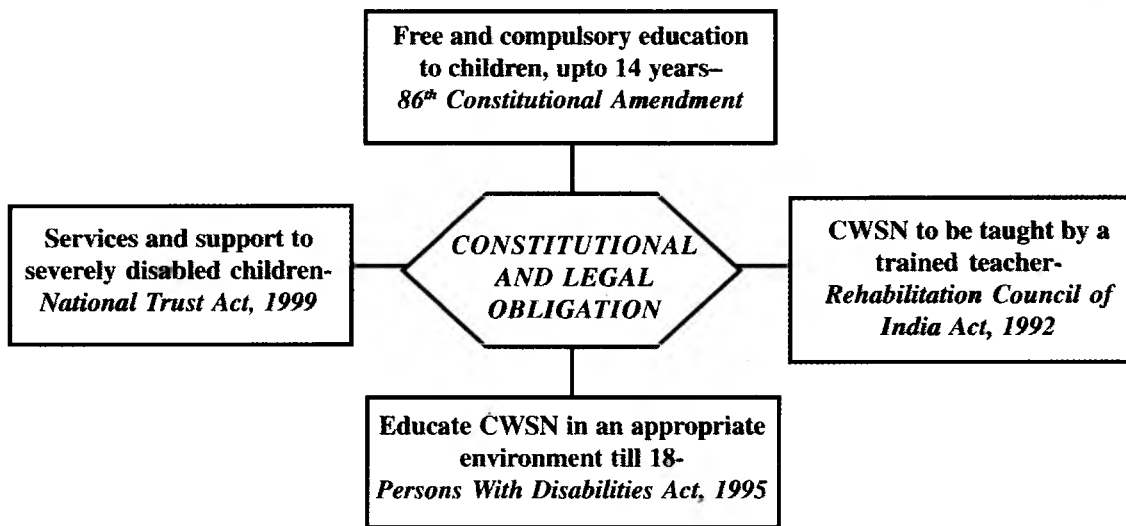 Free and compulsory education
to children, upto 14 years–
86th Constitutional Amendment
Services and support to
severely disabled children-
National Trust Act, 1999
CONSTITUTIONAL
AND LEGAL
OBLIGATION
CWSN to be taught by a
trained teacher-
Rehabilitation Council of
India Act, 1992
Educate CWSN in an appropriate
environment till 18-
Persons With Disabilities Act, 1995